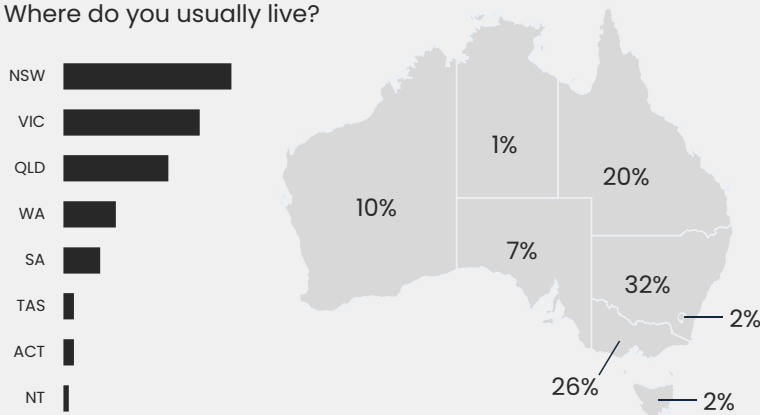 Where do you usually live?
NSW
VIC
QLD
WA
SA
TAS
ACT
NT
1%
20%
10%
7%
32%
2%
26%
2%